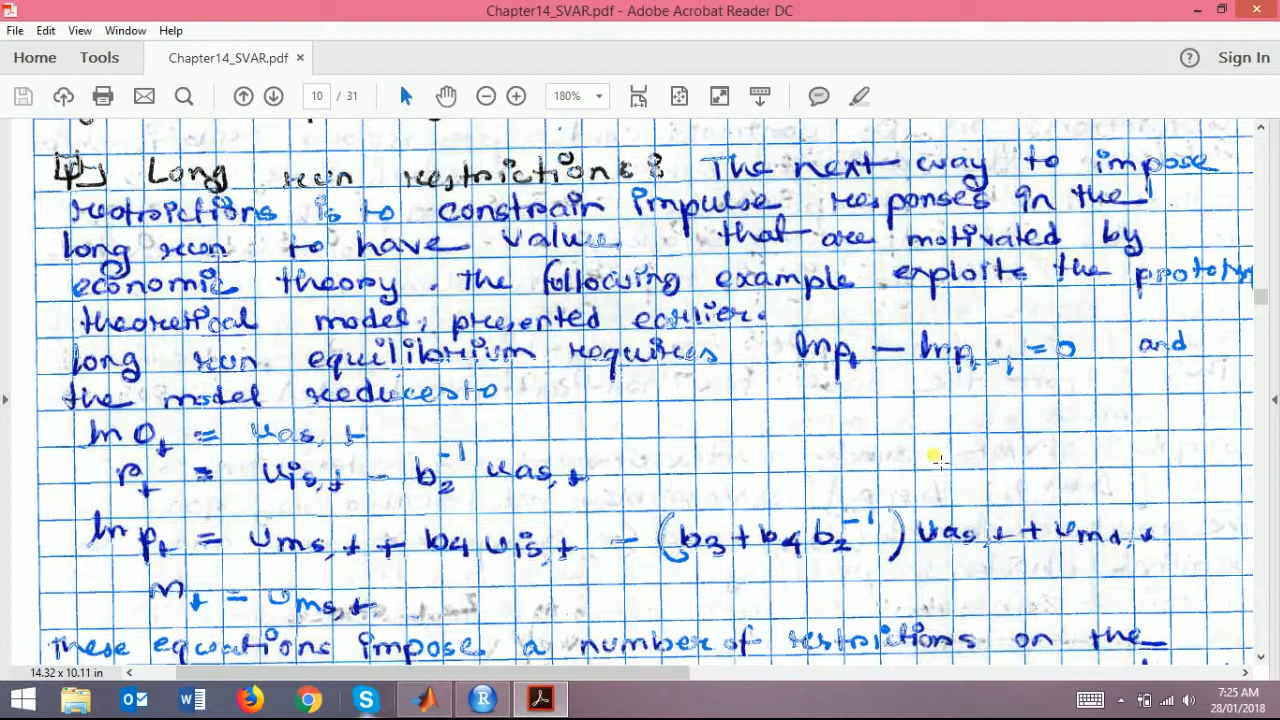 Chapter14_SVAR.pdf - Adobe Acrobat Reader DC
File Edit View Window Help
Home Tools Chapter14_SVAR.pdf × ? Sign In
10 / 31 180%
Long run restrictions : The next way to impose
restrictions is to constrain impulse responses in the
long run to have values that are motivated by
economic theory. The following example exploits the prototyp
theoretical model, presented earlier.
Long run equilibrium requires ln pₜ − ln pₜ₋₁ = 0 and
the model reduces to
ln Oₜ = uas,t
rₜ = uis,t − b₂⁻¹ uas,t
ln pₜ = ums,t + b₄ uis,t − (b₃ + b₄ b₂⁻¹) uas,t + umd,t
mₜ = ums,t
These equations impose a number of restrictions on the
14.32 x 10.11 in
7:25 AM
28/01/2018